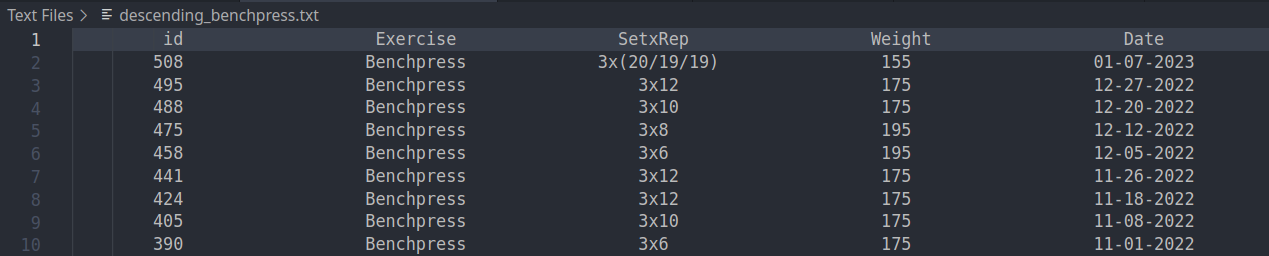 Text Files > descending_benchpress.txt
1 id Exercise SetxRep Weight Date
2 508 Benchpress 3x(20/19/19) 155 01-07-2023
3 495 Benchpress 3x12 175 12-27-2022
4 488 Benchpress 3x10 175 12-20-2022
5 475 Benchpress 3x8 195 12-12-2022
6 458 Benchpress 3x6 195 12-05-2022
7 441 Benchpress 3x12 175 11-26-2022
8 424 Benchpress 3x12 175 11-18-2022
9 405 Benchpress 3x10 175 11-08-2022
10 390 Benchpress 3x6 175 11-01-2022